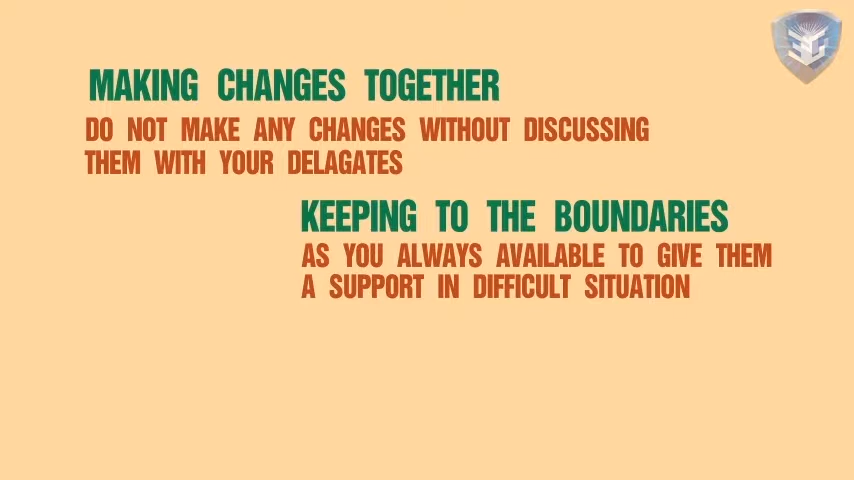 MAKING CHANGES TOGETHER
DO NOT MAKE ANY CHANGES WITHOUT DISCUSSING
THEM WITH YOUR DELAGATES
KEEPING TO THE BOUNDARIES
AS YOU ALWAYS AVAILABLE TO GIVE THEM
A SUPPORT IN DIFFICULT SITUATION